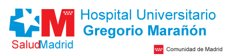 Hospital Universitario
Gregorio Marañón
SaludMadrid
Comunidad de Madrid